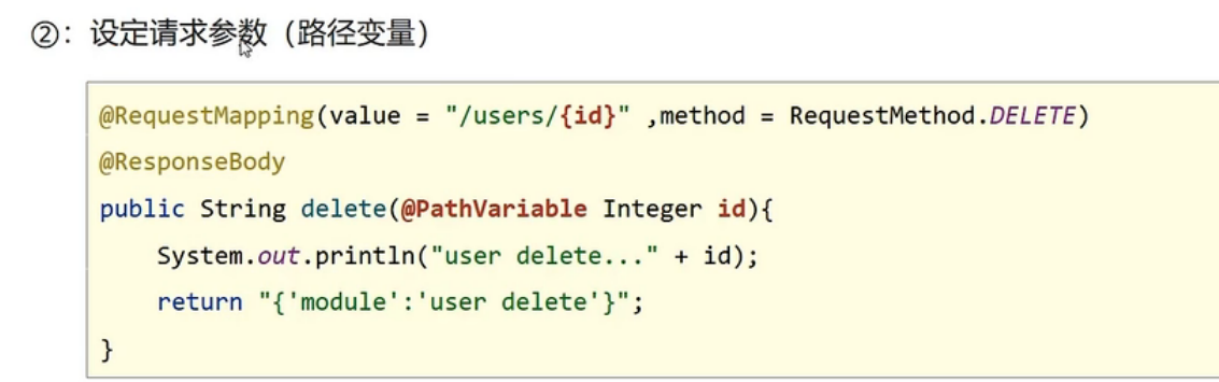 ②：设定请求参数（路径变量）
@RequestMapping(value = "/users/{id}" ,method = RequestMethod.DELETE)
@ResponseBody
public String delete(@PathVariable Integer id){
    System.out.println("user delete..." + id);
    return "{'module':'user delete'}";
}